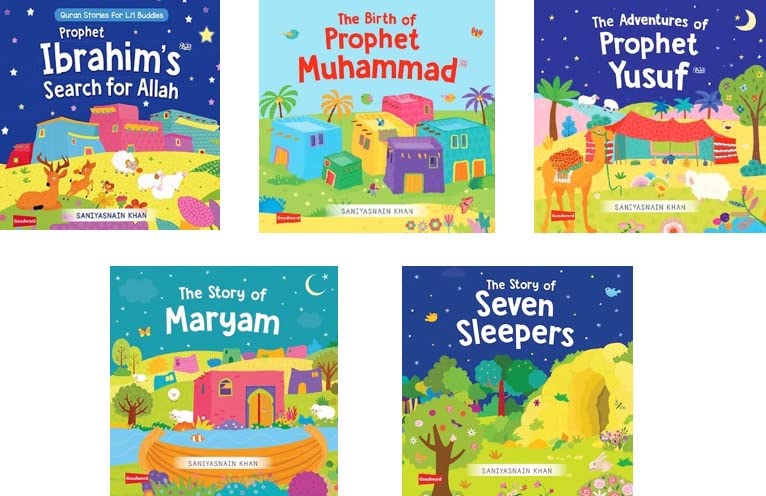 Quran Stories for Li'l Buddies
Prophet
Ibrahim's
Search for Allah
SANIYASNAIN KHAN
Goodword
The Birth of
Prophet
Muhammad
SANIYASNAIN KHAN
Goodword
The Adventures of
Prophet
Yusuf
SANIYASNAIN KHAN
Goodword
The Story of
Maryam
SANIYASNAIN KHAN
Goodword
The Story of
Seven
Sleepers
SANIYASNAIN KHAN
Goodword